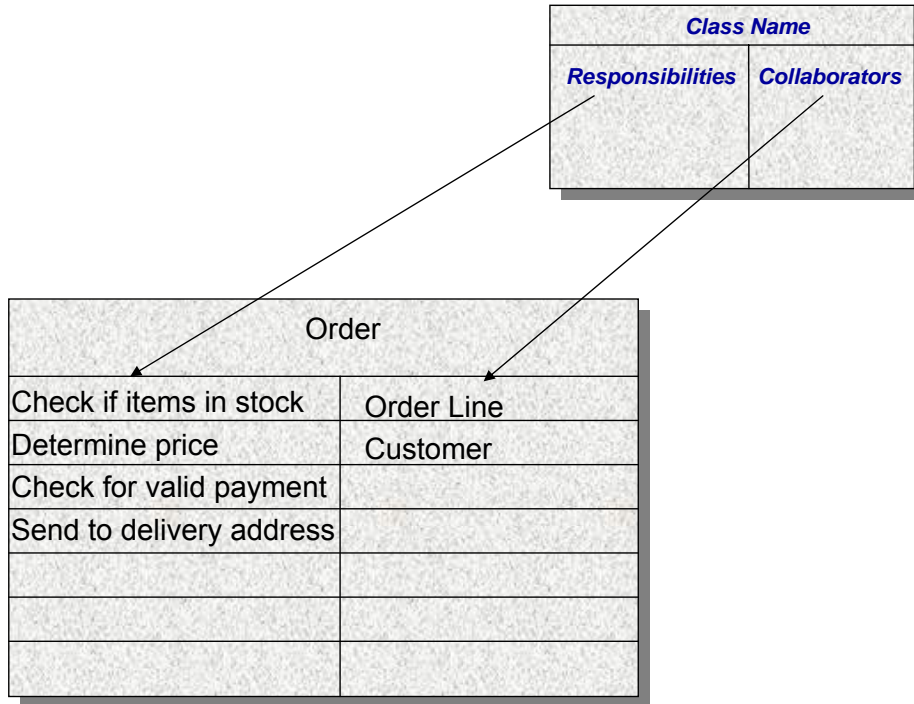 Class Name
Responsibilities Collaborators
Order
Check if items in stock Order Line
Determine price Customer
Check for valid payment
Send to delivery address